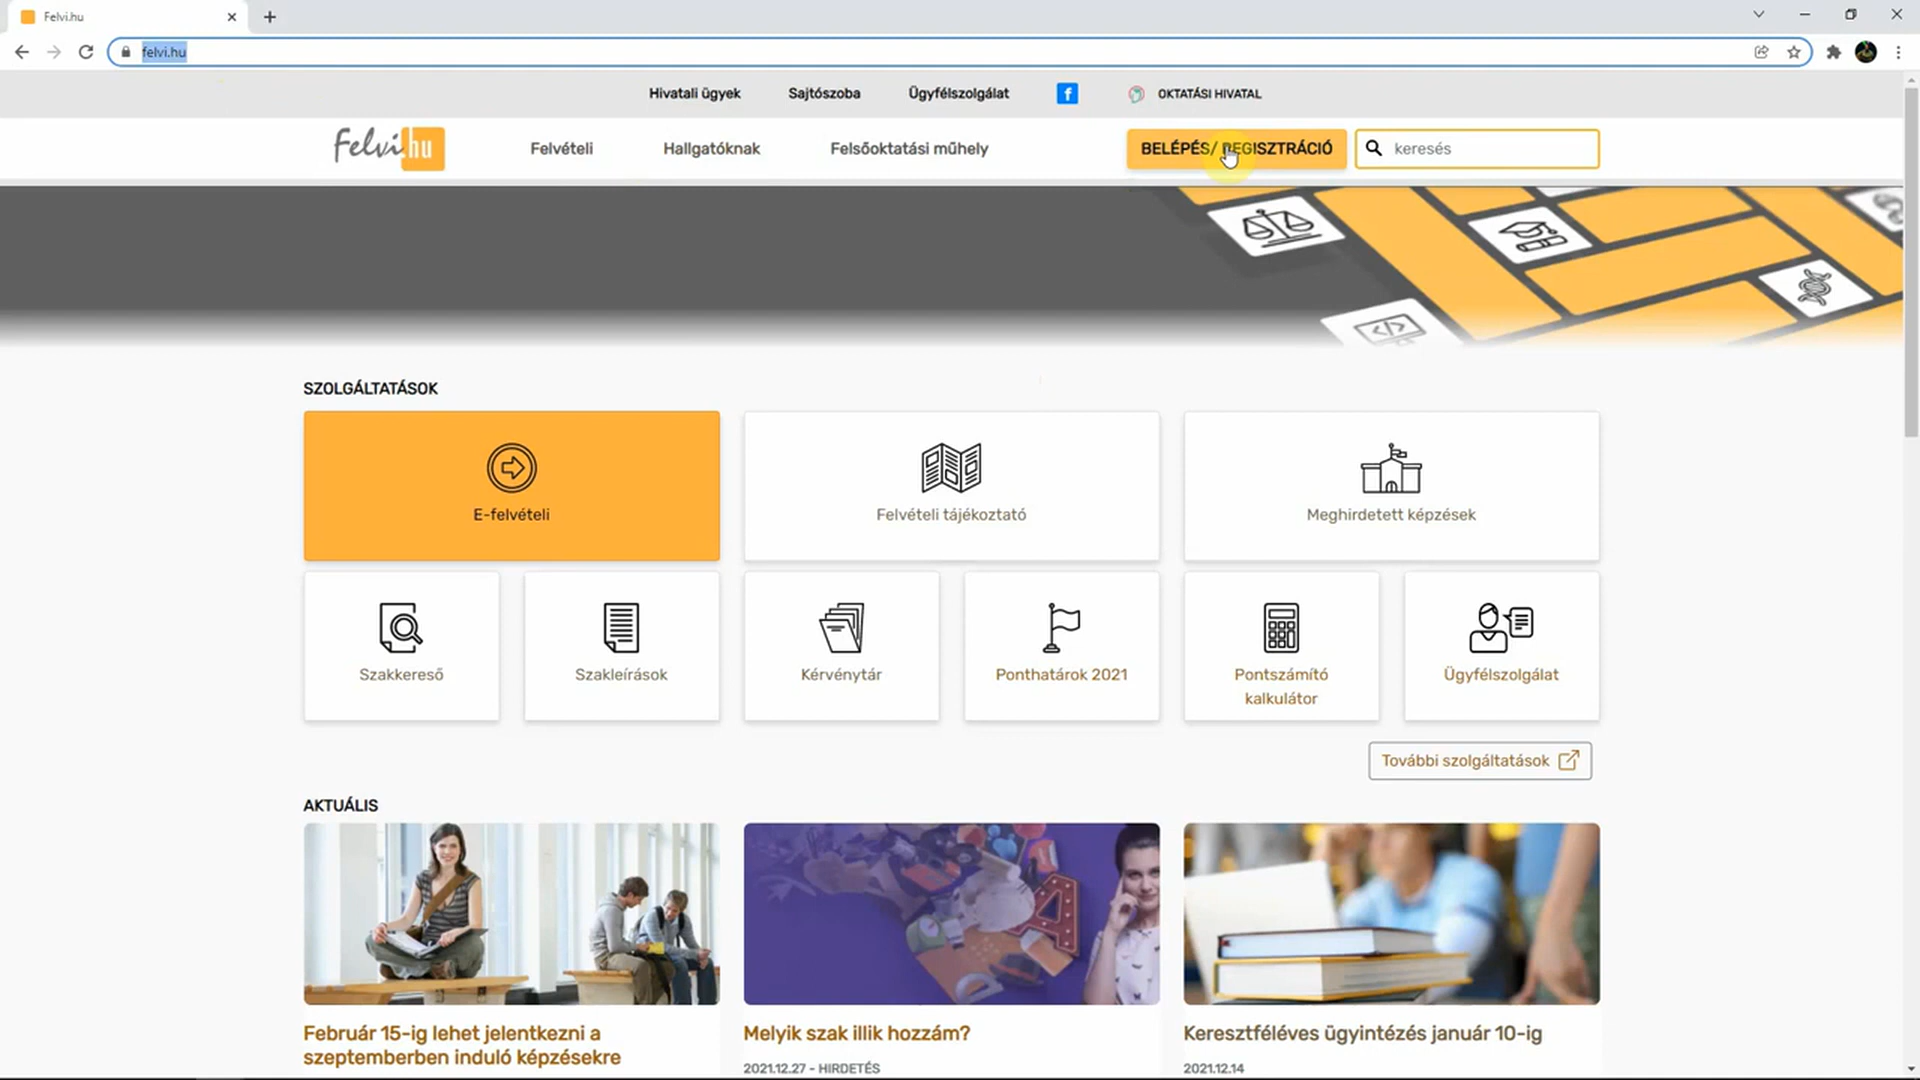 Felvi.hu
felvi.hu
Hivatali ügyek
Sajtószoba
Ügyfélszolgálat
f
OKTATÁSI HIVATAL
Felvi.hu
Felvételi
Hallgatóknak
Felsőoktatási műhely
BELÉPÉS/ REGISZTRÁCIÓ
keresés
SZOLGÁLTATÁSOK
E-felvételi
Felvételi tájékoztató
Meghirdetett képzések
Szakkereső
Szakleírások
Kérvénytár
Ponthatárok 2021
Pontszámító
kalkulátor
Ügyfélszolgálat
További szolgáltatások
AKTUÁLIS
A
Február 15-ig lehet jelentkezni a
szeptemberben induló képzésekre
Melyik szak illik hozzám?
2021.12.27 - HIRDETÉS
Keresztféléves ügyintézés január 10-ig
2021.12.14